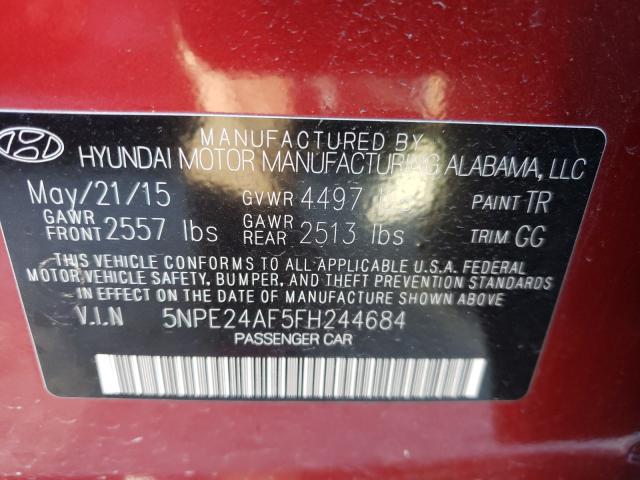 MANUFACTURED BY
HYUNDAI MOTOR MANUFACTURING ALABAMA, LLC
May/21/15 GVWR 4497 lbs PAINT TR
GAWR FRONT 2557 lbs GAWR REAR 2513 lbs TRIM GG
THIS VEHICLE CONFORMS TO ALL APPLICABLE U.S.A. FEDERAL
MOTOR VEHICLE SAFETY, BUMPER, AND THEFT PREVENTION STANDARDS
IN EFFECT ON THE DATE OF MANUFACTURE SHOWN ABOVE
V.I.N 5NPE24AF5FH244684
PASSENGER CAR